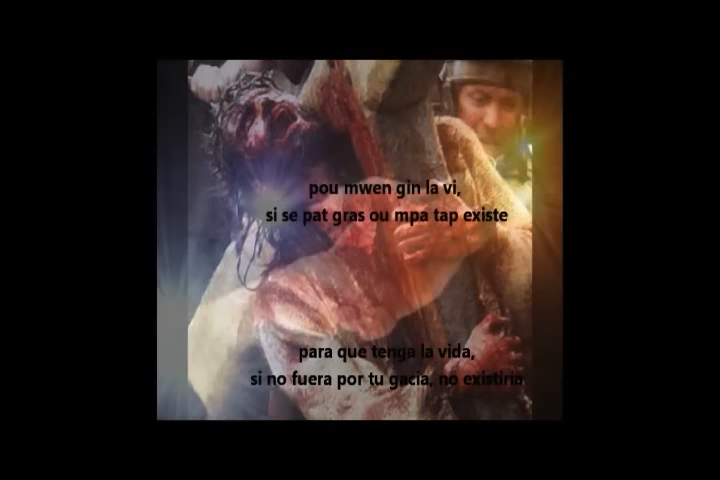 pou mwen gin la vi,
si se pat gras ou mpa tap existe
para que tenga la vida,
si no fuera por tu gacia, no existiria